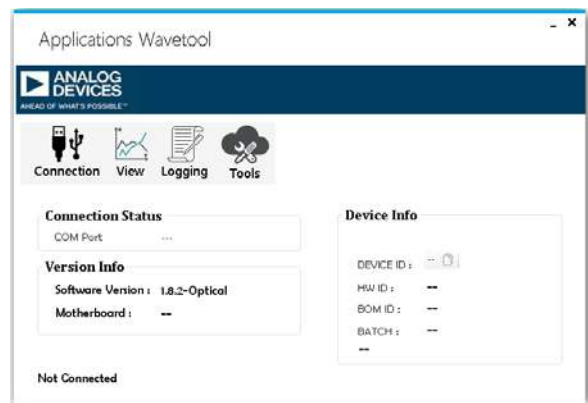 Applications Wavetool
ANALOG
DEVICES
AHEAD OF WHAT'S POSSIBLE™
Connection View Logging Tools
Connection Status
COM Port ---
Version Info
Software Version : 1.8.2-Optical
Motherboard : --
Device Info
DEVICE ID : --
HW ID : --
BOM ID : --
BATCH : --
--
Not Connected